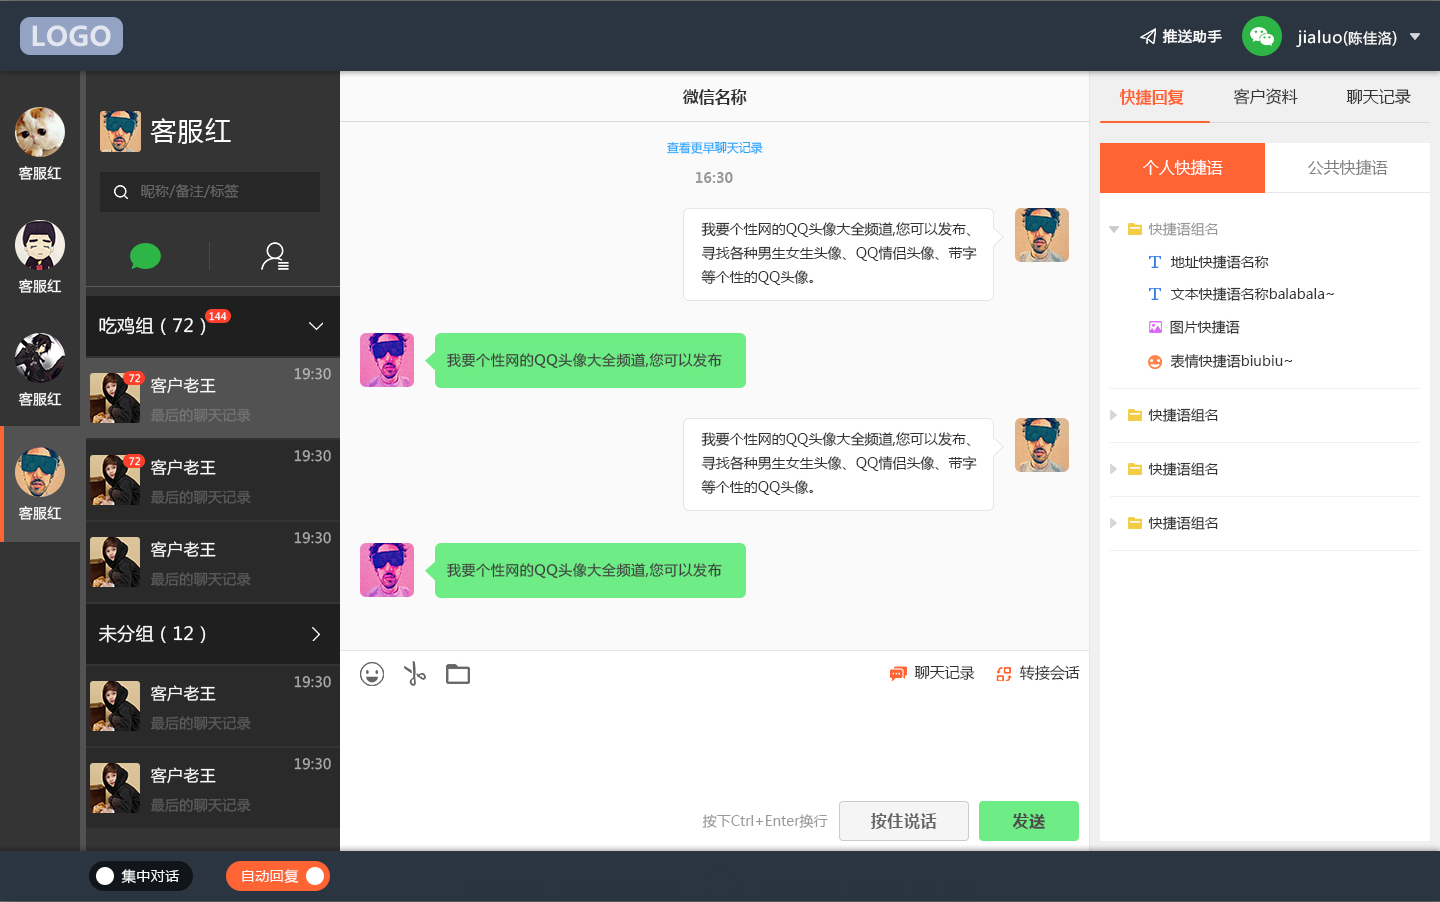 LOGO
推送助手
jialuo(陈佳洛)
客服红
客服红
客服红
客服红
客服红
昵称/备注/标签
吃鸡组（72）
144
72
客户老王
19:30
最后的聊天记录
72
客户老王
19:30
最后的聊天记录
客户老王
19:30
最后的聊天记录
未分组（12）
客户老王
19:30
最后的聊天记录
客户老王
19:30
最后的聊天记录
微信名称
查看更早聊天记录
16:30
我要个性网的QQ头像大全频道,您可以发布、
寻找各种男生女生头像、QQ情侣头像、带字
等个性的QQ头像。
我要个性网的QQ头像大全频道,您可以发布
我要个性网的QQ头像大全频道,您可以发布、
寻找各种男生女生头像、QQ情侣头像、带字
等个性的QQ头像。
我要个性网的QQ头像大全频道,您可以发布
聊天记录
转接会话
按下Ctrl+Enter换行
按住说话
发送
快捷回复
客户资料
聊天记录
个人快捷语
公共快捷语
快捷语组名
地址快捷语名称
文本快捷语名称balabala~
图片快捷语
表情快捷语biubiu~
快捷语组名
快捷语组名
快捷语组名
集中对话
自动回复